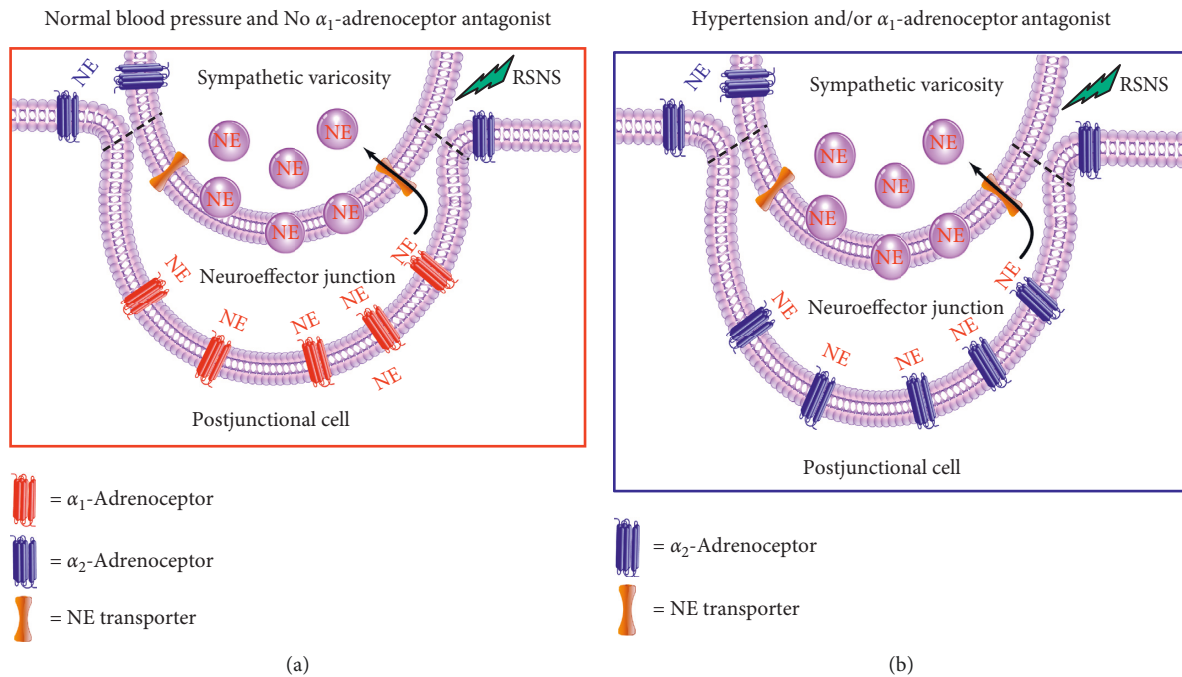 Normal blood pressure and No α₁-adrenoceptor antagonist
NE
Sympathetic varicosity
RSNS
NE
NE
NE
NE
NE
NE
NE
Neuroeffector junction
NE
NE
NE
NE
NE
Postjunctional cell
= α₁-Adrenoceptor
= α₂-Adrenoceptor
= NE transporter
(a)
Hypertension and/or α₁-adrenoceptor antagonist
NE
Sympathetic varicosity
RSNS
NE
NE
NE
NE
NE
NE
NE
NE
Neuroeffector junction
NE
NE
NE
Postjunctional cell
= α₂-Adrenoceptor
= NE transporter
(b)